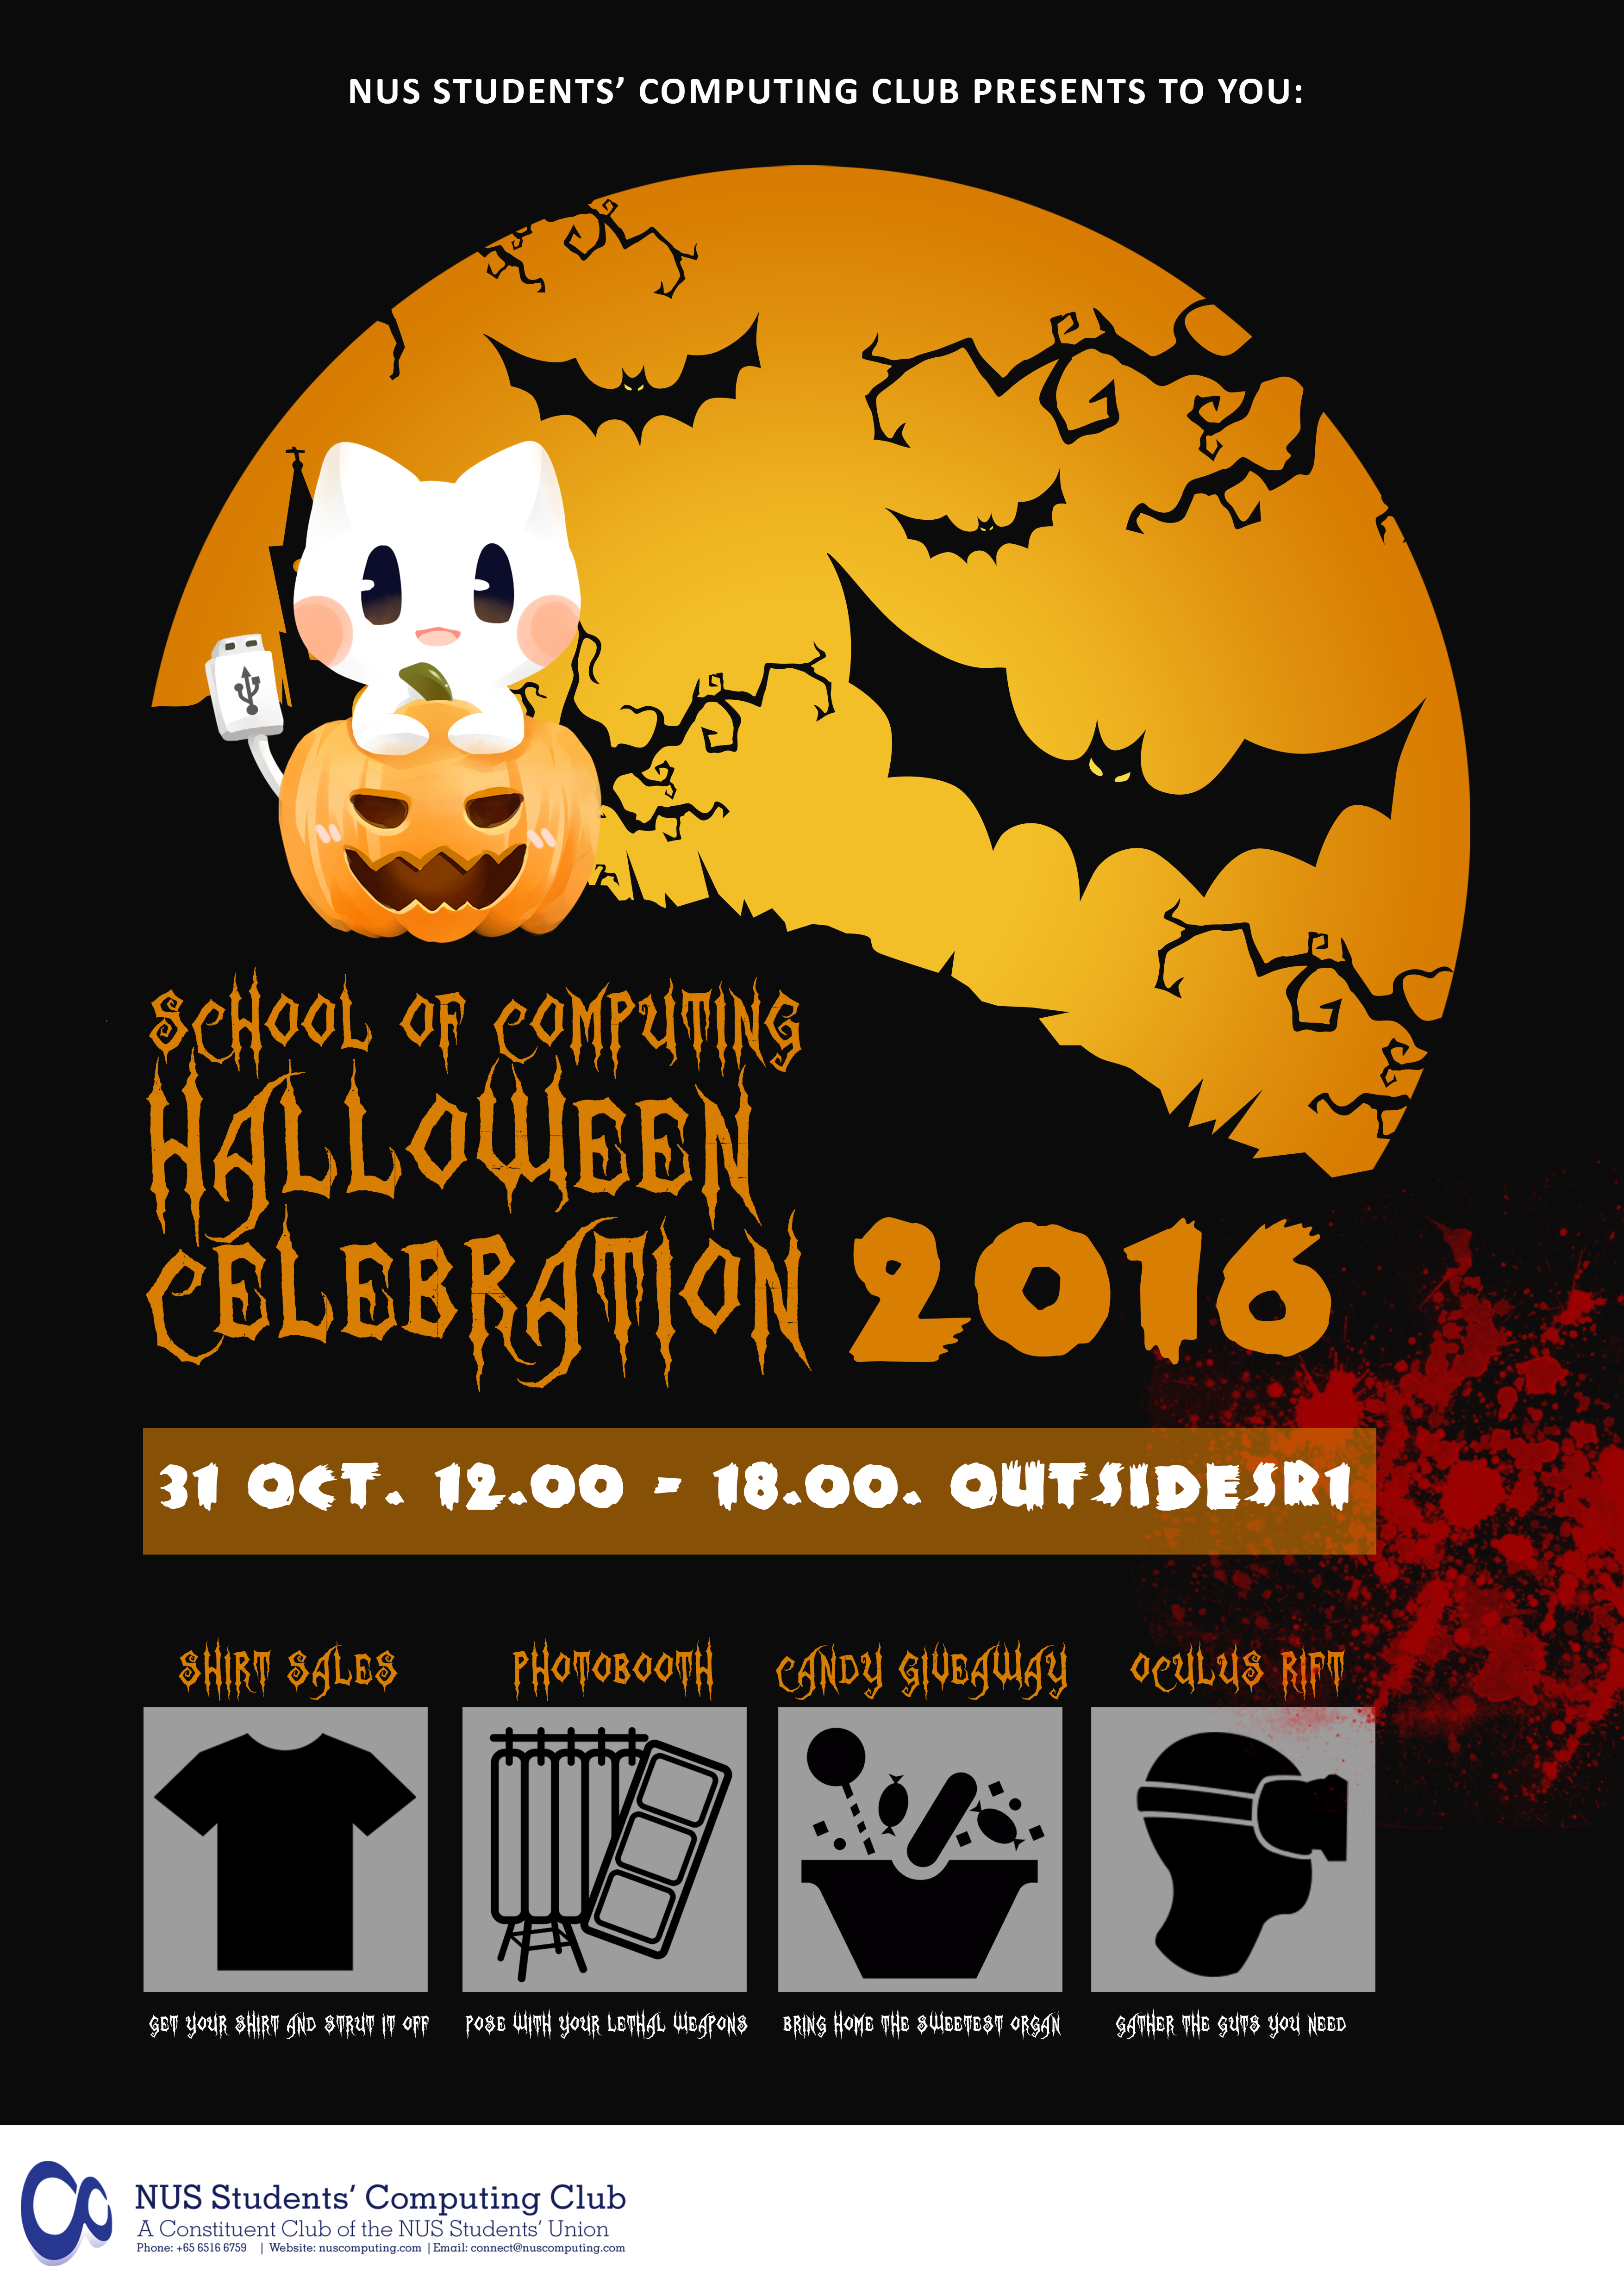 NUS STUDENTS’ COMPUTING CLUB PRESENTS TO YOU:
SCHOOL OF COMPUTING
HALLOWEEN
CELEBRATION 2016
31 OCT. 12.00 - 18.00. OUTSIDESR1
SHIRT SALES PHOTOBOOTH CANDY GIVEAWAY OCULUS RIFT
GET YOUR SHIRT AND STRUT IT OFF POSE WITH YOUR LETHAL WEAPONS BRING HOME THE SWEETEST ORGAN GATHER THE GUTS YOU NEED
NUS Students’ Computing Club
A Constituent Club of the NUS Students’ Union
Phone: +65 6516 6759 | Website: nuscomputing.com | Email: connect@nuscomputing.com